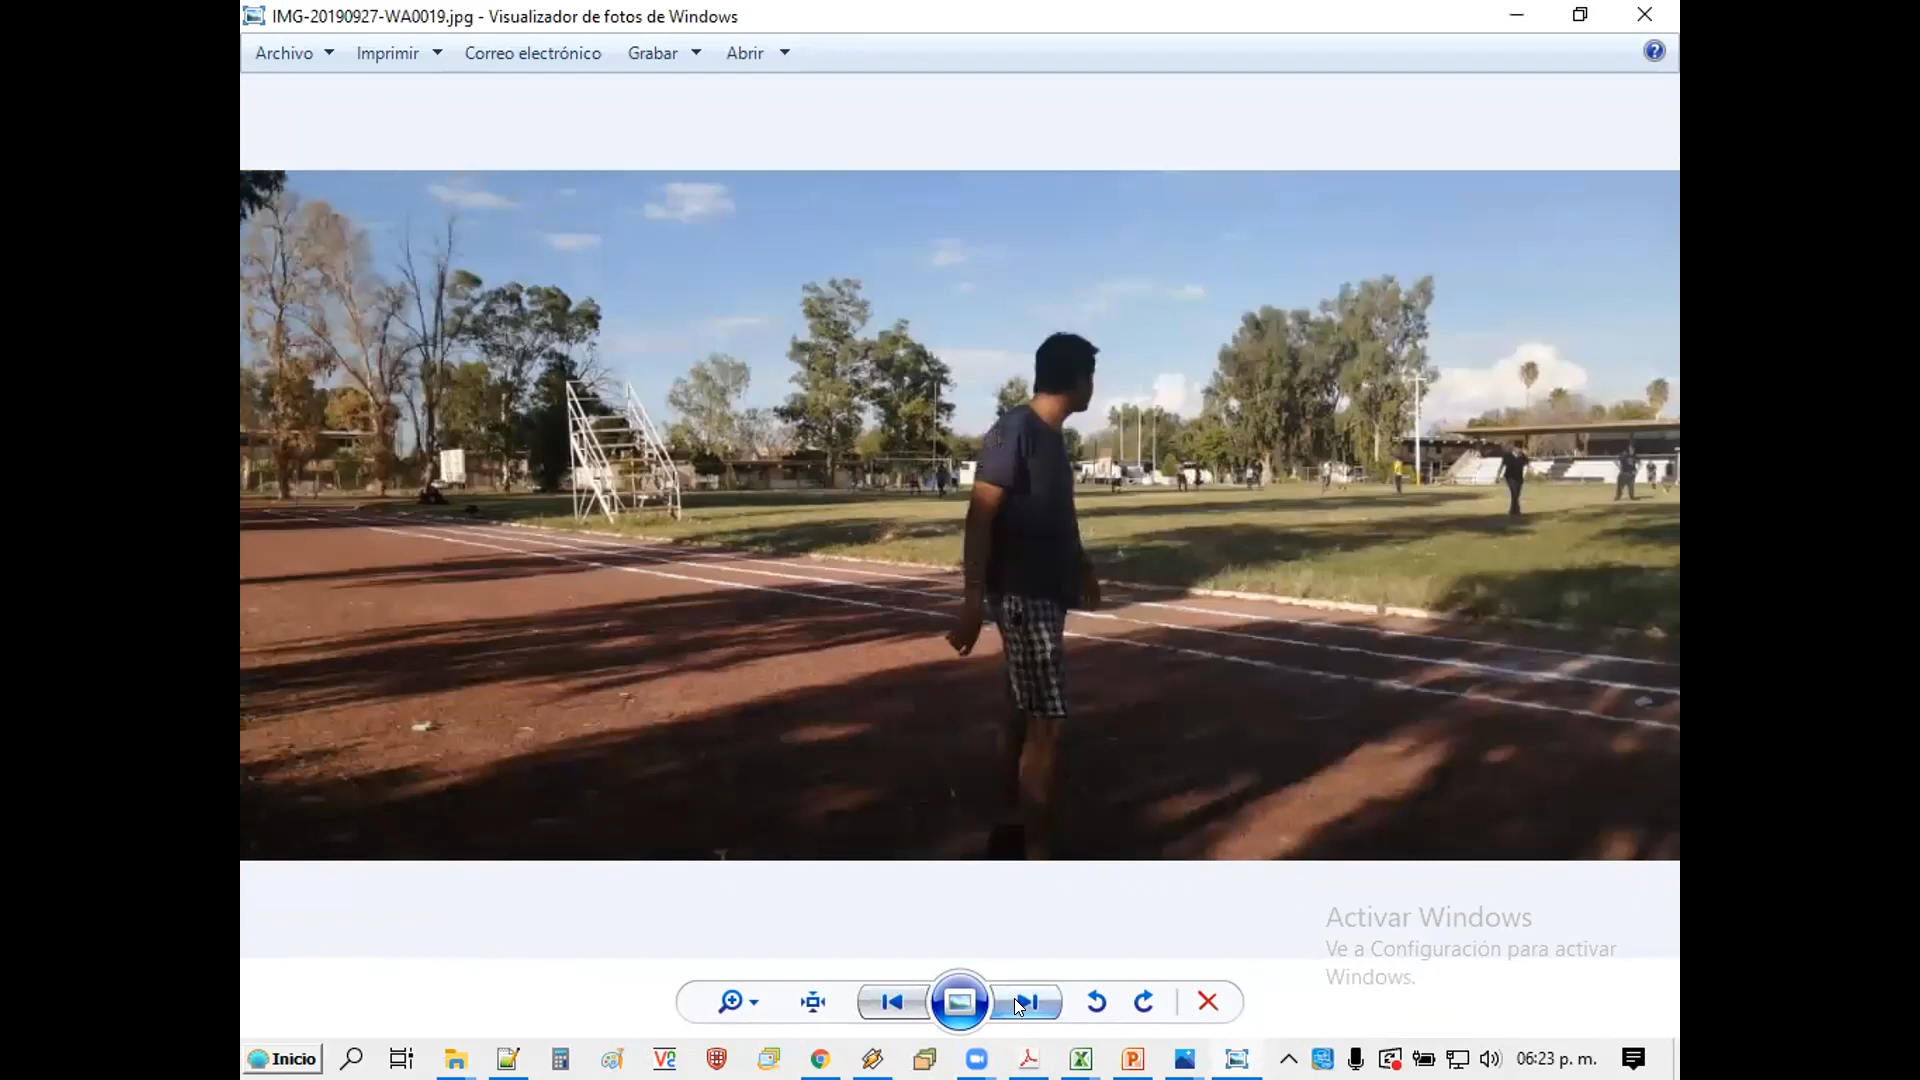 IMG-20190927-WA0019.jpg - Visualizador de fotos de Windows
Archivo Imprimir Correo electrónico Grabar Abrir
Activar Windows
Ve a Configuración para activar
Windows.
Inicio 06:23 p. m.